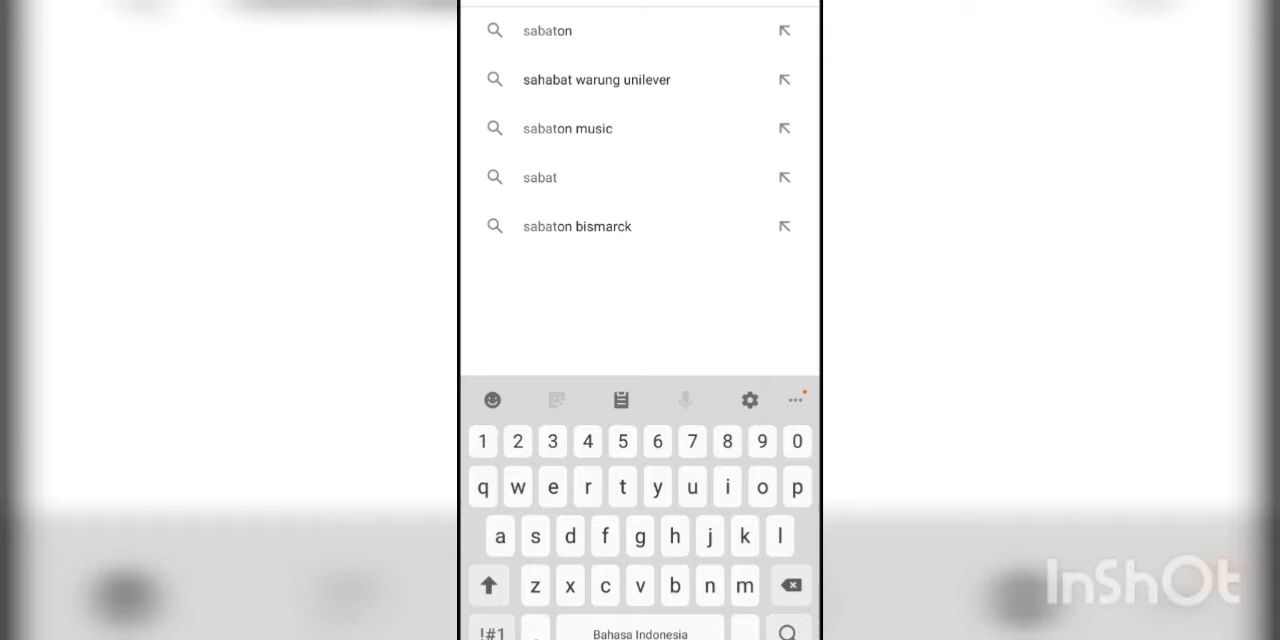 sabaton
sahabat warung unilever
sabaton music
sabat
sabaton bismarck
1 2 3 4 5 6 7 8 9 0
q w e r t y u i o p
a s d f g h j k l
z x c v b n m
!#1 Bahasa Indonesia
InShOt